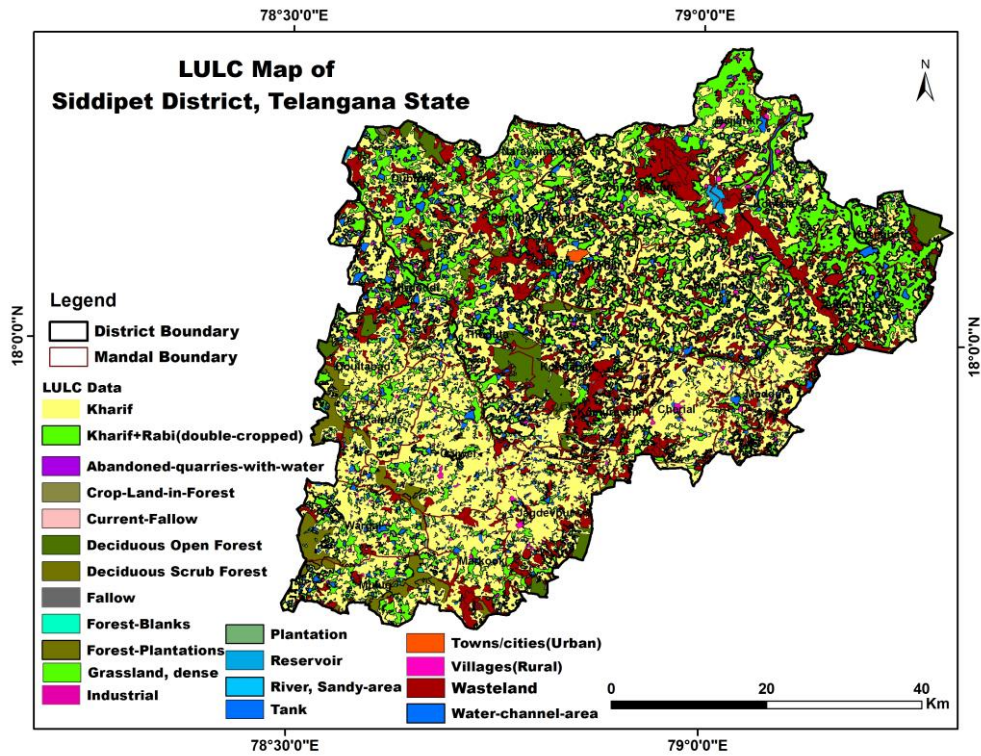 78°30'0"E
79°0'0"E
LULC Map of
Siddipet District, Telangana State
N
18°0'0"N
18°0'0"N
Doultabad
Cherial
Jagdevpur
Legend
District Boundary
Mandal Boundary
LULC Data
Kharif
Kharif+Rabi(double-cropped)
Abandoned-quarries-with-water
Crop-Land-in-Forest
Current-Fallow
Deciduous Open Forest
Deciduous Scrub Forest
Fallow
Forest-Blanks
Forest-Plantations
Grassland, dense
Industrial
Plantation
Reservoir
River, Sandy-area
Tank
Towns/cities(Urban)
Villages(Rural)
Wasteland
Water-channel-area
0
20
40
Km
78°30'0"E
79°0'0"E